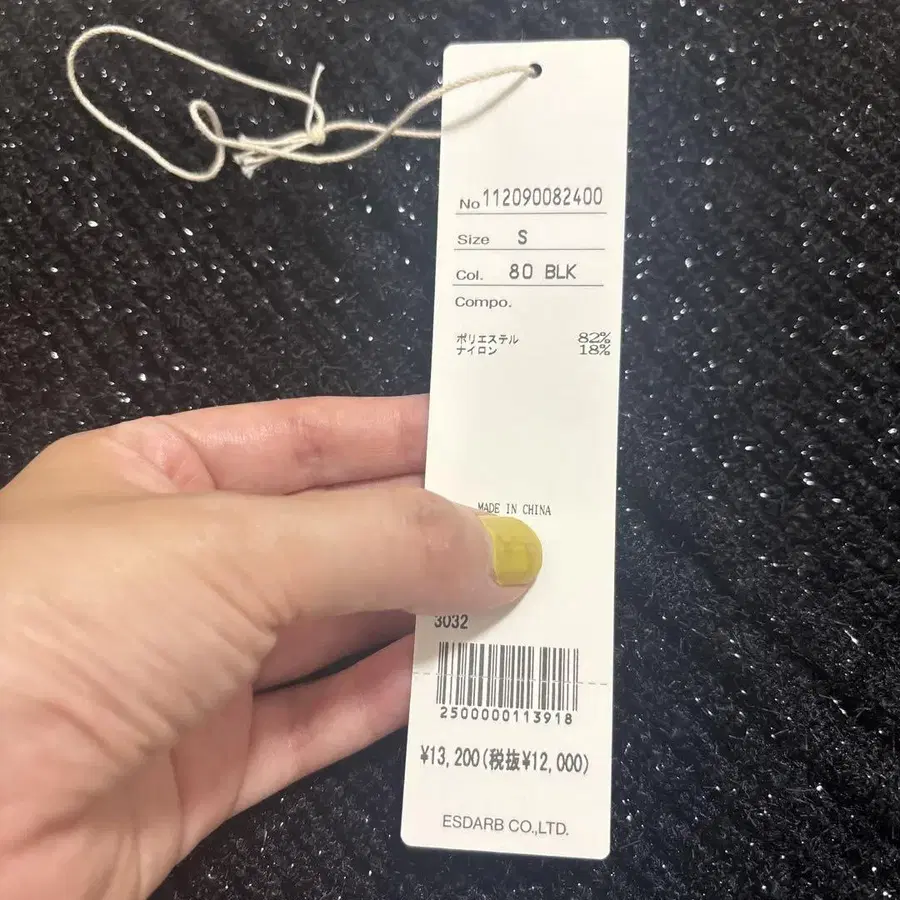 No 112090082400
Size S
Col. 80 BLK
Compo.
ポリエステル 82%
ナイロン 18%
MADE IN CHINA
3032
2500000113918
¥13,200(税抜¥12,000)
ESDARB CO.,LTD.